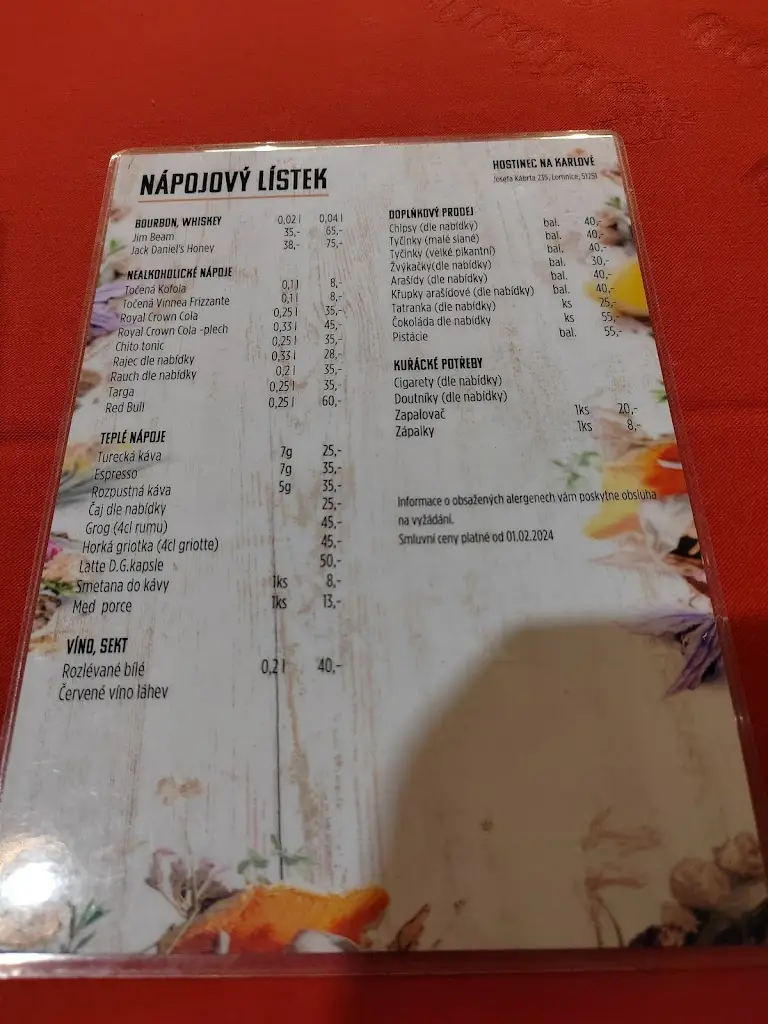 NÁPOJOVÝ LÍSTEK
HOSTINEC NA KARLOVĚ
Josefa Kábrta 235, Lomnice, 51251
BOURBON, WHISKEY 0,02 l 0,04 l
Jim Beam 35,- 65,-
Jack Daniel's Honey 38,- 75,-
NEALKOHOLICKÉ NÁPOJE
Točená Kofola 0,1 l 8,-
Točená Vinnea Frizzante 0,1 l 8,-
Royal Crown Cola 0,25 l 35,-
Royal Crown Cola -plech 0,33 l 45,-
Chito tonic 0,25 l 35,-
Rajec dle nabídky 0,33 l 28,-
Rauch dle nabídky 0,2 l 35,-
Targa 0,25 l 35,-
Red Bull 0,25 l 60,-
TEPLÉ NÁPOJE
Turecká káva 7g 25,-
Espresso 7g 35,-
Rozpustná káva 5g 35,-
Čaj dle nabídky 25,-
Grog (4cl rumu) 45,-
Horká griotka (4cl griotte) 45,-
Latte D.G.kapsle 50,-
Smetana do kávy 1ks 8,-
Med porce 1ks 13,-
VÍNO, SEKT
Rozlévané bílé 0,2 l 40,-
Červené víno láhev
DOPLŇKOVÝ PRODEJ
Chipsy (dle nabídky) bal. 40,-
Tyčinky (malé slané) bal. 40,-
Tyčinky (velké pikantní) bal. 40,-
Žvýkačky(dle nabídky) bal. 30,-
Arašídy (dle nabídky) bal. 40,-
Křupky arašídové (dle nabídky) bal. 40,-
Tatranka (dle nabídky) ks 25,-
Čokoláda dle nabídky ks 55,-
Pistácie bal. 55,-
KUŘÁCKÉ POTŘEBY
Cigarety (dle nabídky)
Doutníky (dle nabídky)
Zapalovač 1ks 20,-
Zápalky 1ks 8,-
Informace o obsažených alergenech vám poskytne obsluha
na vyžádání.
Smluvní ceny platné od 01.02.2024